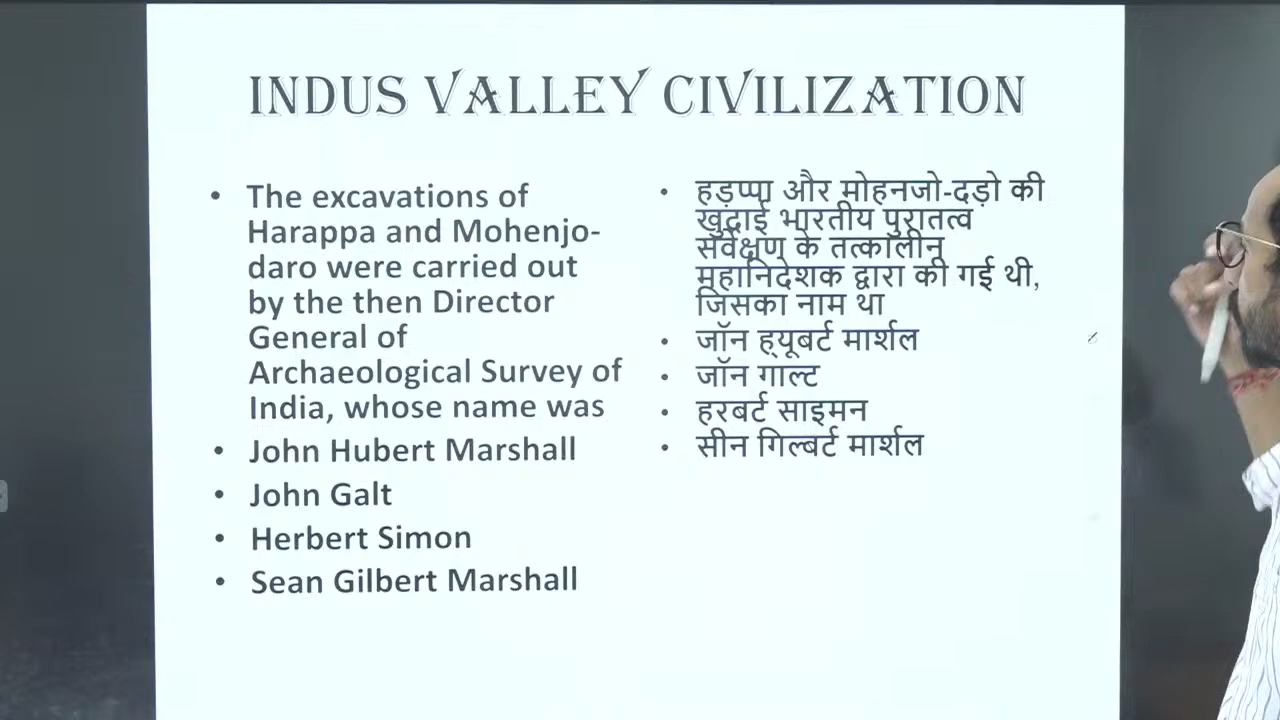 INDUS VALLEY CIVILIZATION
• The excavations of
Harappa and Mohenjo-
daro were carried out
by the then Director
General of
Archaeological Survey of
India, whose name was
• John Hubert Marshall
• John Galt
• Herbert Simon
• Sean Gilbert Marshall
• हड़प्पा और मोहनजो-दड़ो की
खुदाई भारतीय पुरातत्व
सर्वेक्षण के तत्कालीन
महानिदेशक द्वारा की गई थी,
जिसका नाम था
• जॉन ह्यूबर्ट मार्शल
• जॉन गाल्ट
• हरबर्ट साइमन
• सीन गिल्बर्ट मार्शल